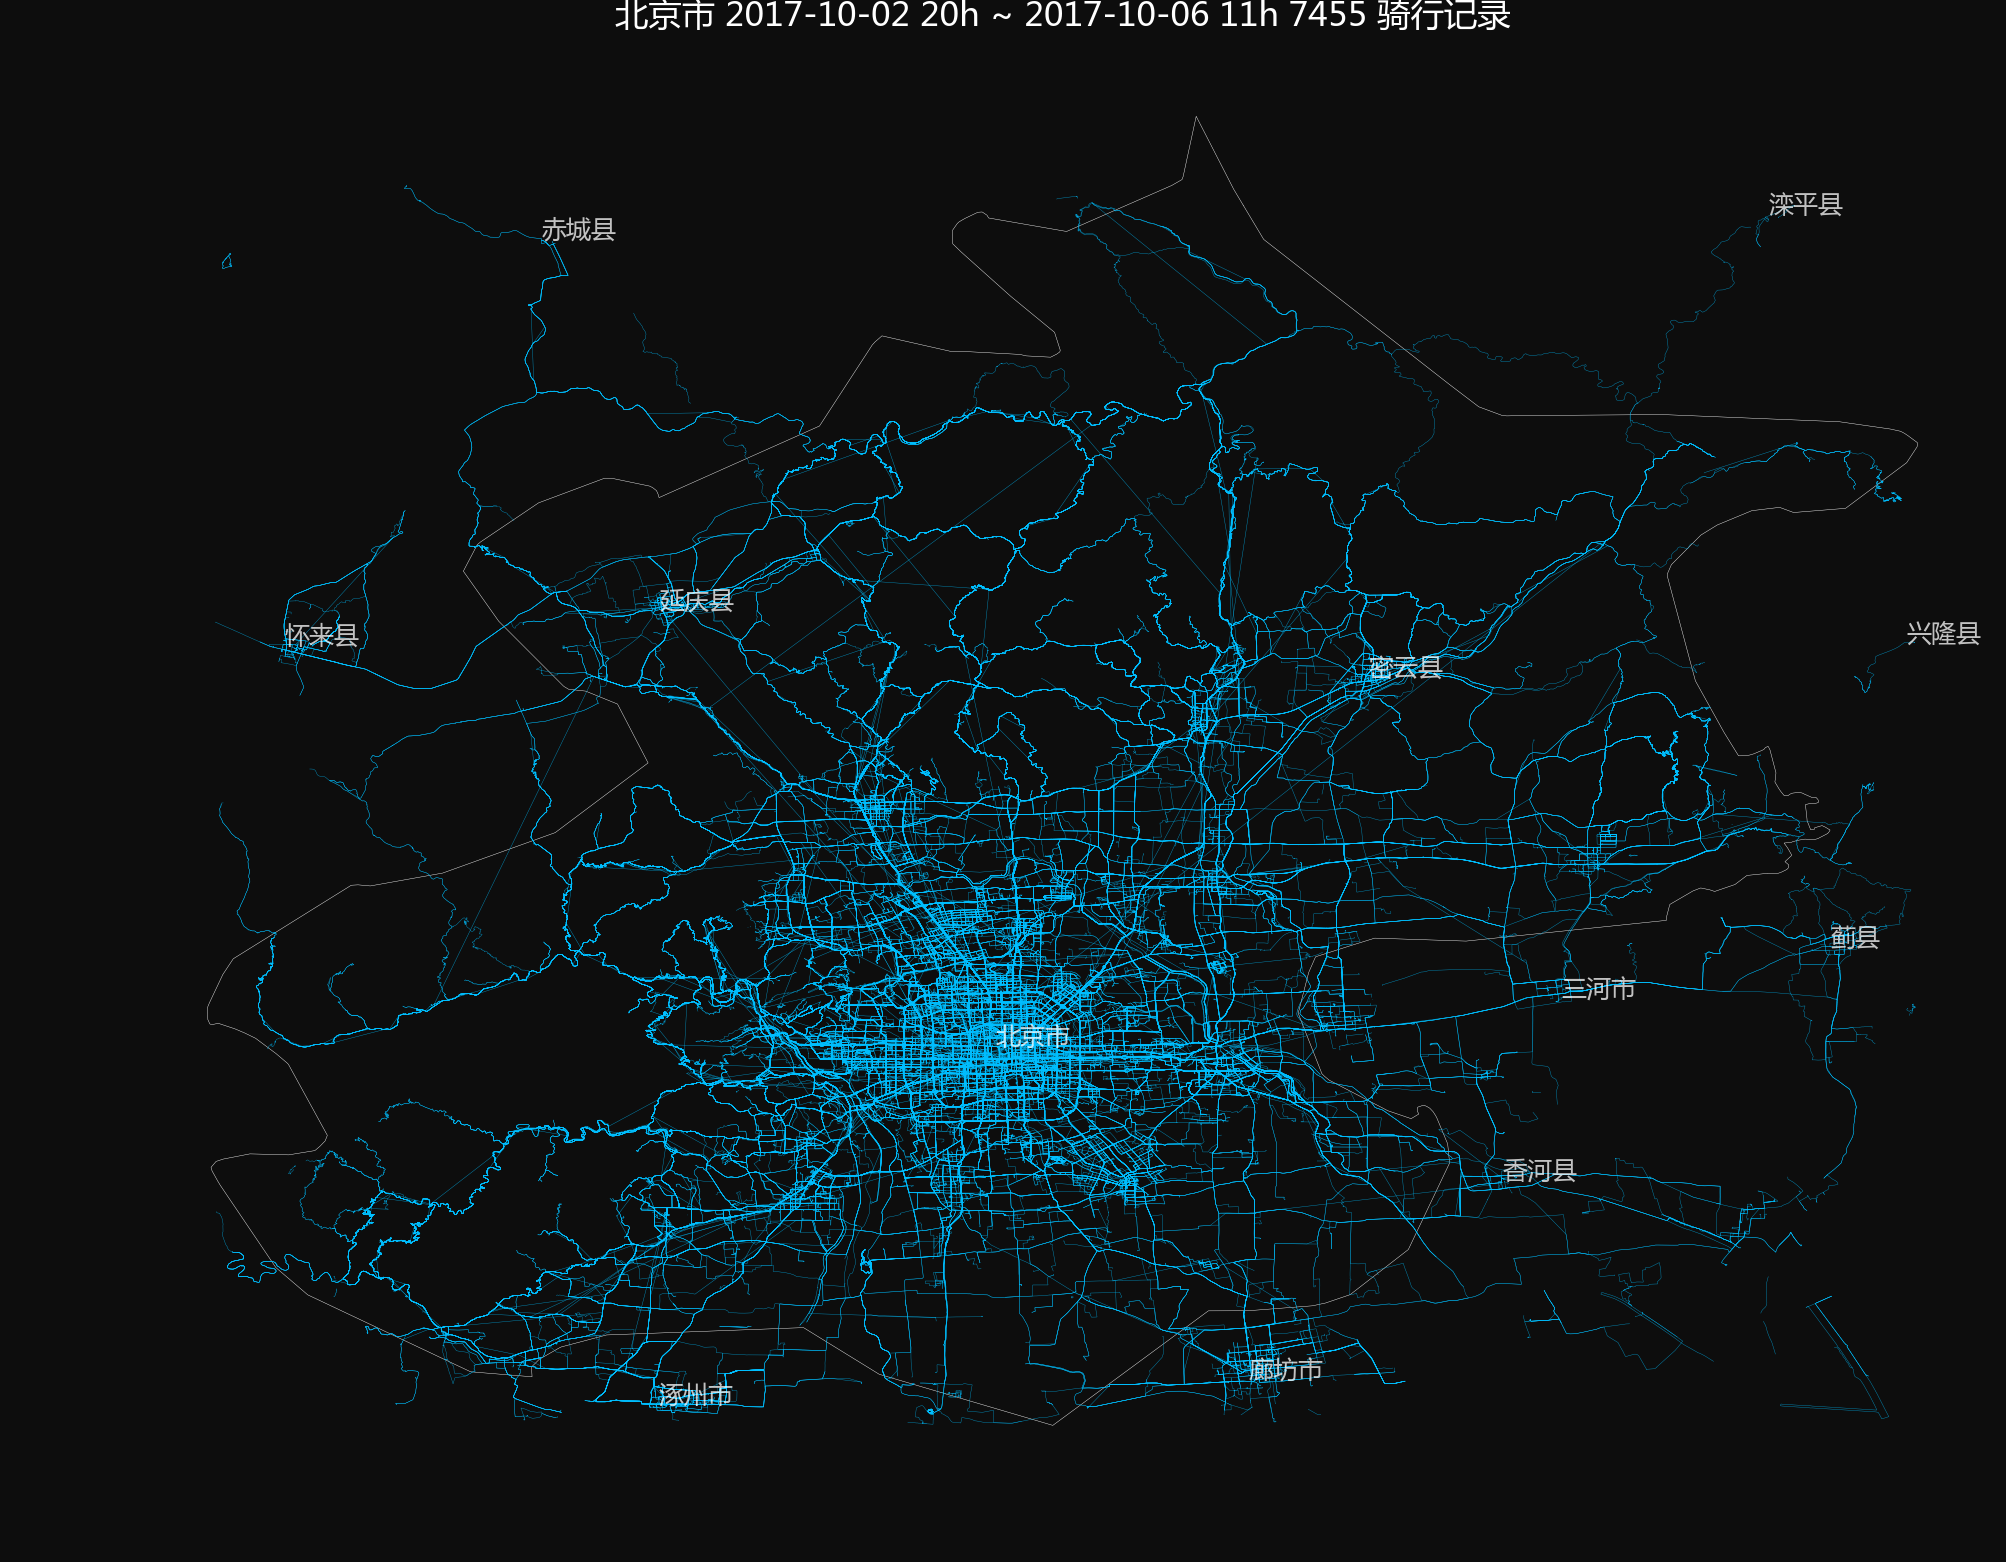 北京市 2017-10-02 20h ~ 2017-10-06 11h 7455 骑行记录
滦平县
赤城县
延庆县
兴隆县
怀来县
密云县
蓟县
三河市
北京市
香河县
廊坊市
涿州市